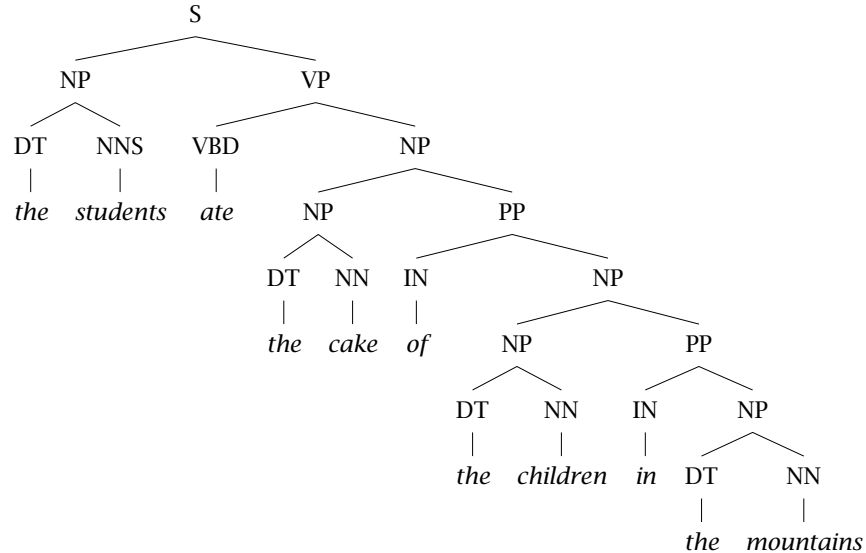 S
NP VP
DT NNS VBD NP
the students ate NP PP
DT NN IN NP
the cake of NP PP
DT NN IN NP
the children in DT NN
the mountains